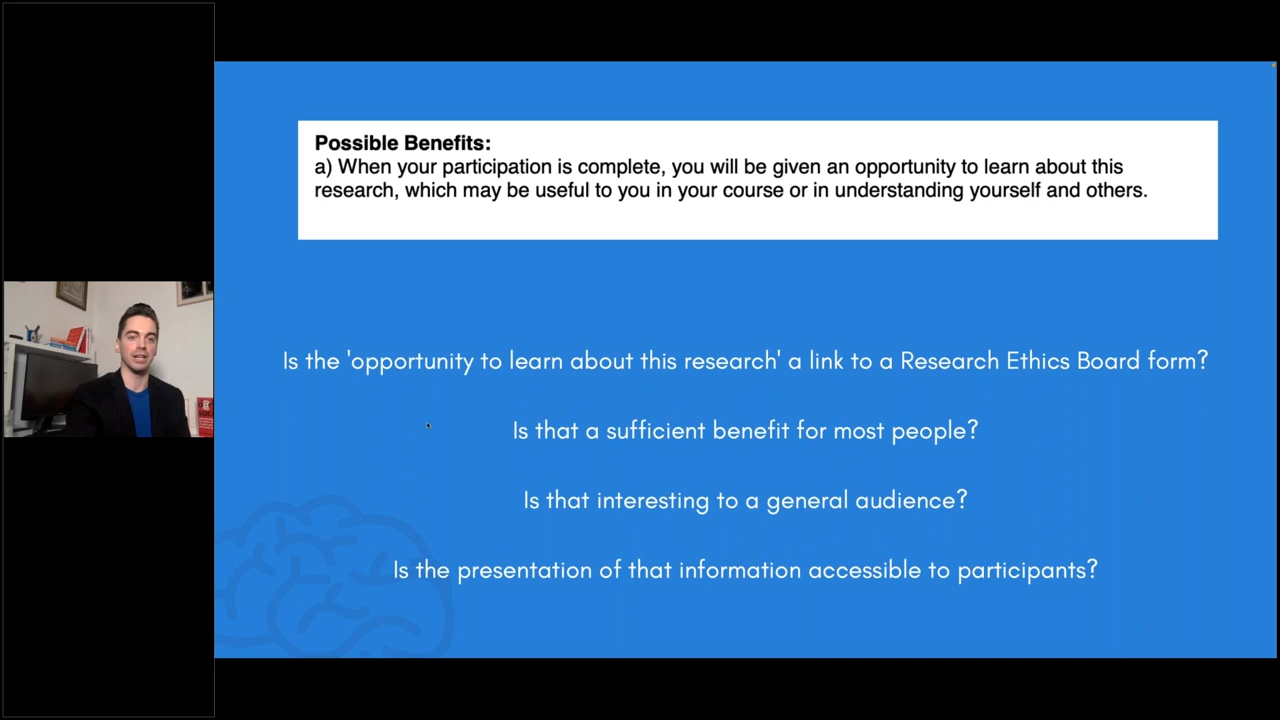 Possible Benefits:
a) When your participation is complete, you will be given an opportunity to learn about this
research, which may be useful to you in your course or in understanding yourself and others.
Is the 'opportunity to learn about this research' a link to a Research Ethics Board form?
Is that a sufficient benefit for most people?
Is that interesting to a general audience?
Is the presentation of that information accessible to participants?